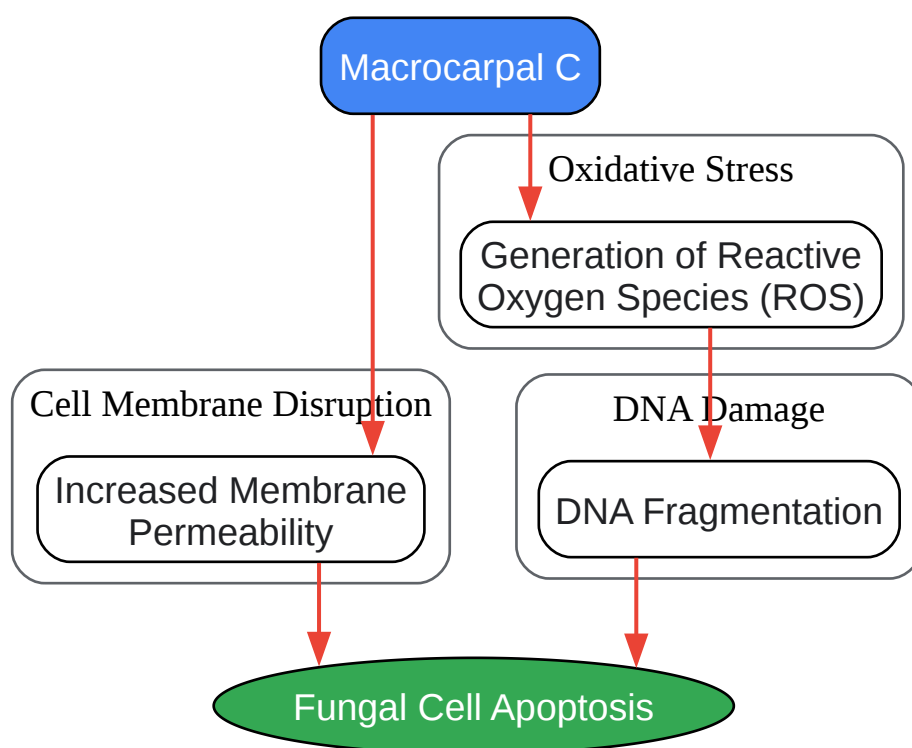 Macrocarpal C
Oxidative Stress
Generation of Reactive
Oxygen Species (ROS)
Cell Membrane Disruption
Increased Membrane
Permeability
DNA Damage
DNA Fragmentation
Fungal Cell Apoptosis